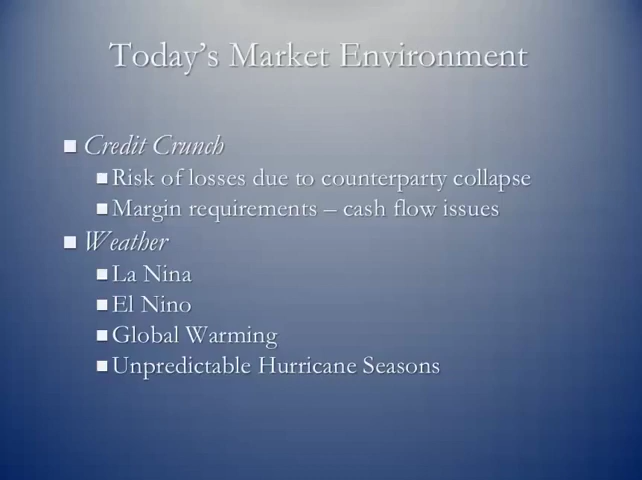 Today's Market Environment
Credit Crunch
Risk of losses due to counterparty collapse
Margin requirements – cash flow issues
Weather
La Nina
El Nino
Global Warming
Unpredictable Hurricane Seasons